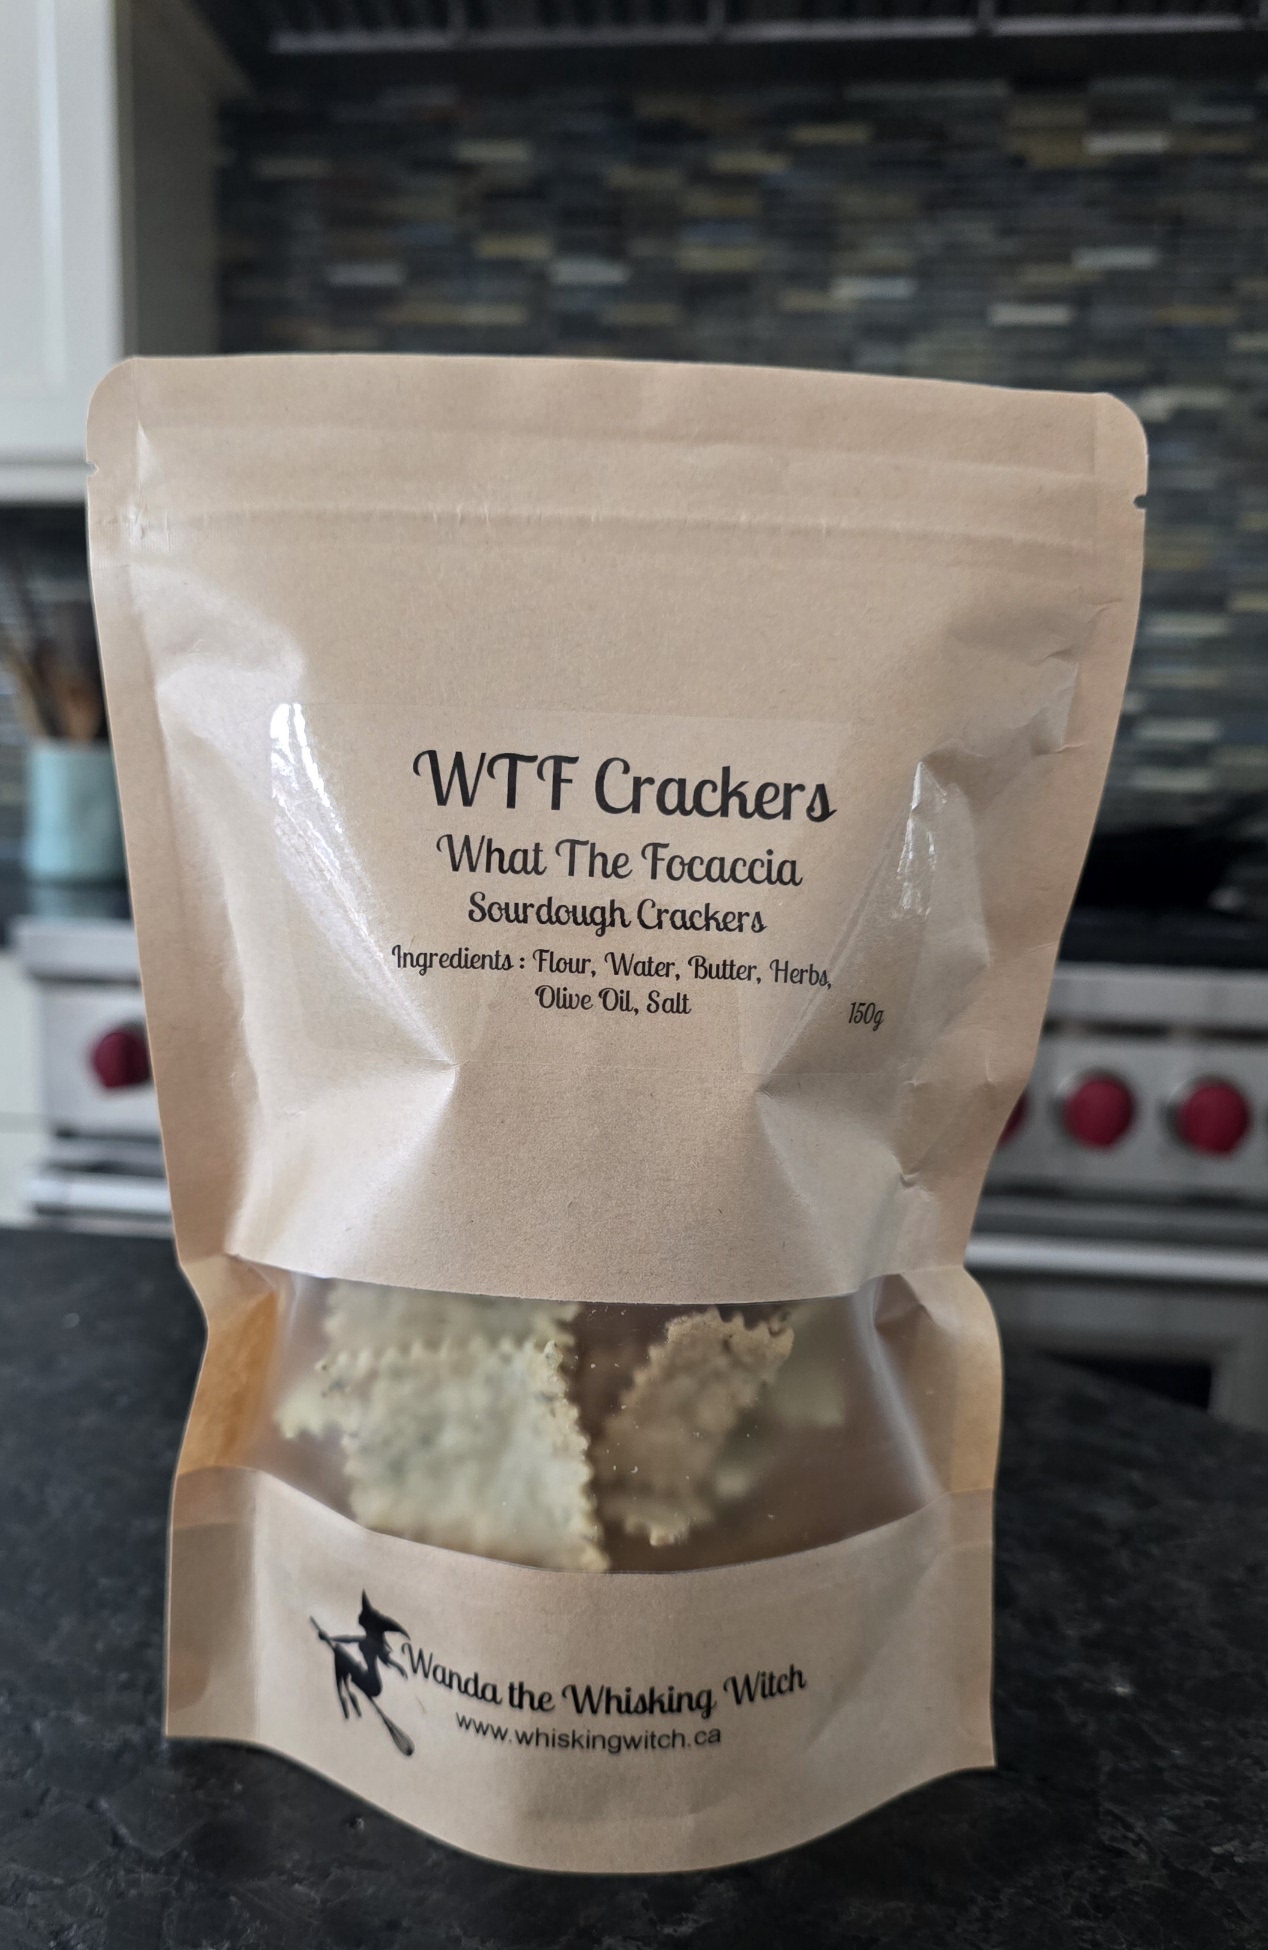 WTF Crackers
What The Focaccia
Sourdough Crackers
Ingredients : Flour, Water, Butter, Herbs,
Olive Oil, Salt
150g
Wanda the Whisking Witch
www.whiskingwitch.ca